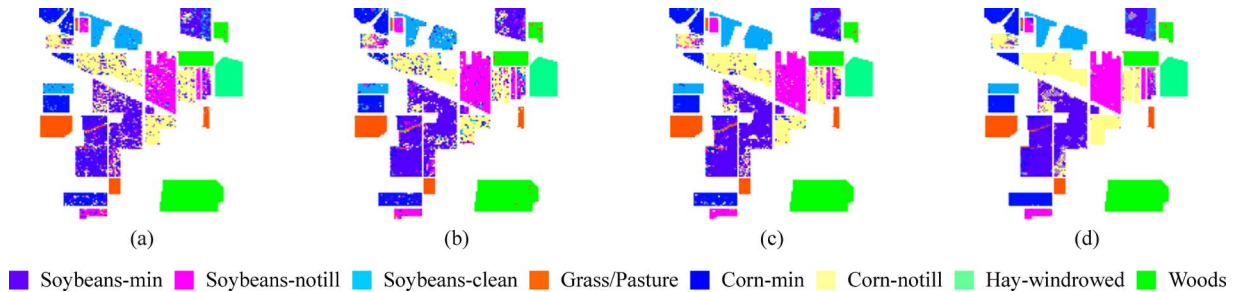 (a) (b) (c) (d)
Soybeans-min Soybeans-notill Soybeans-clean Grass/Pasture Corn-min Corn-notill Hay-windrowed Woods